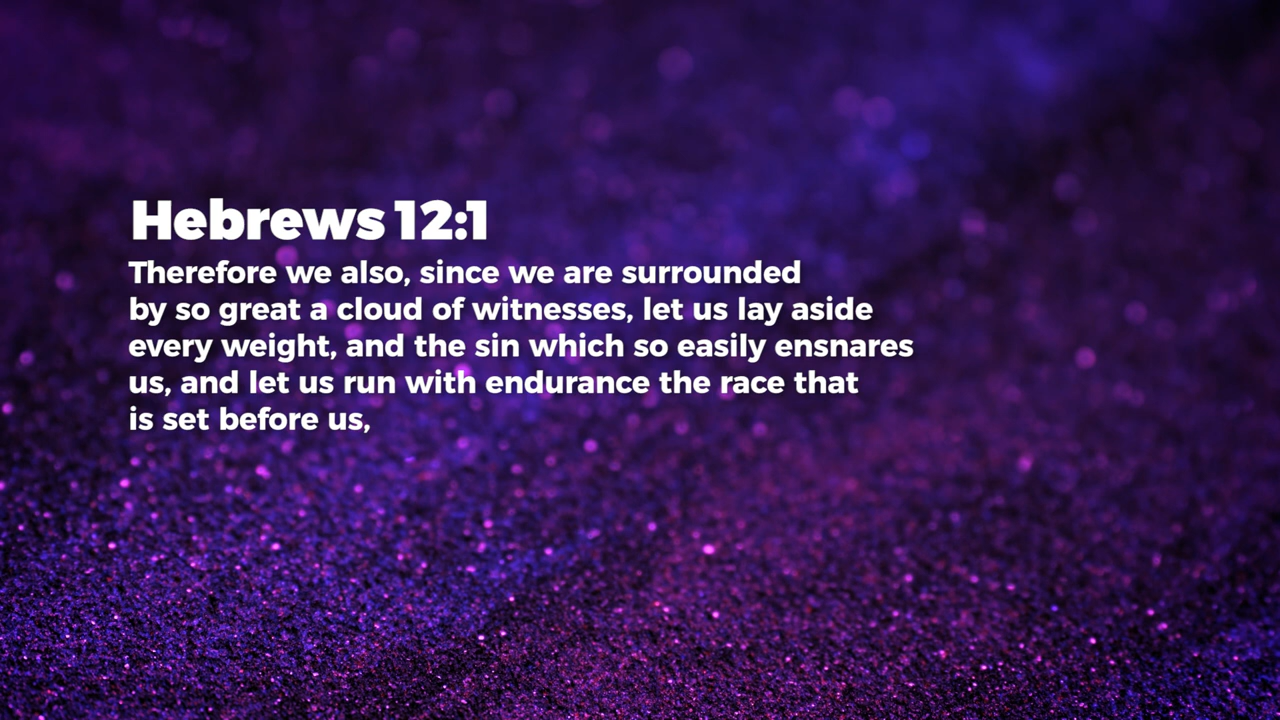 Hebrews 12:1
Therefore we also, since we are surrounded
by so great a cloud of witnesses, let us lay aside
every weight, and the sin which so easily ensnares
us, and let us run with endurance the race that
is set before us,